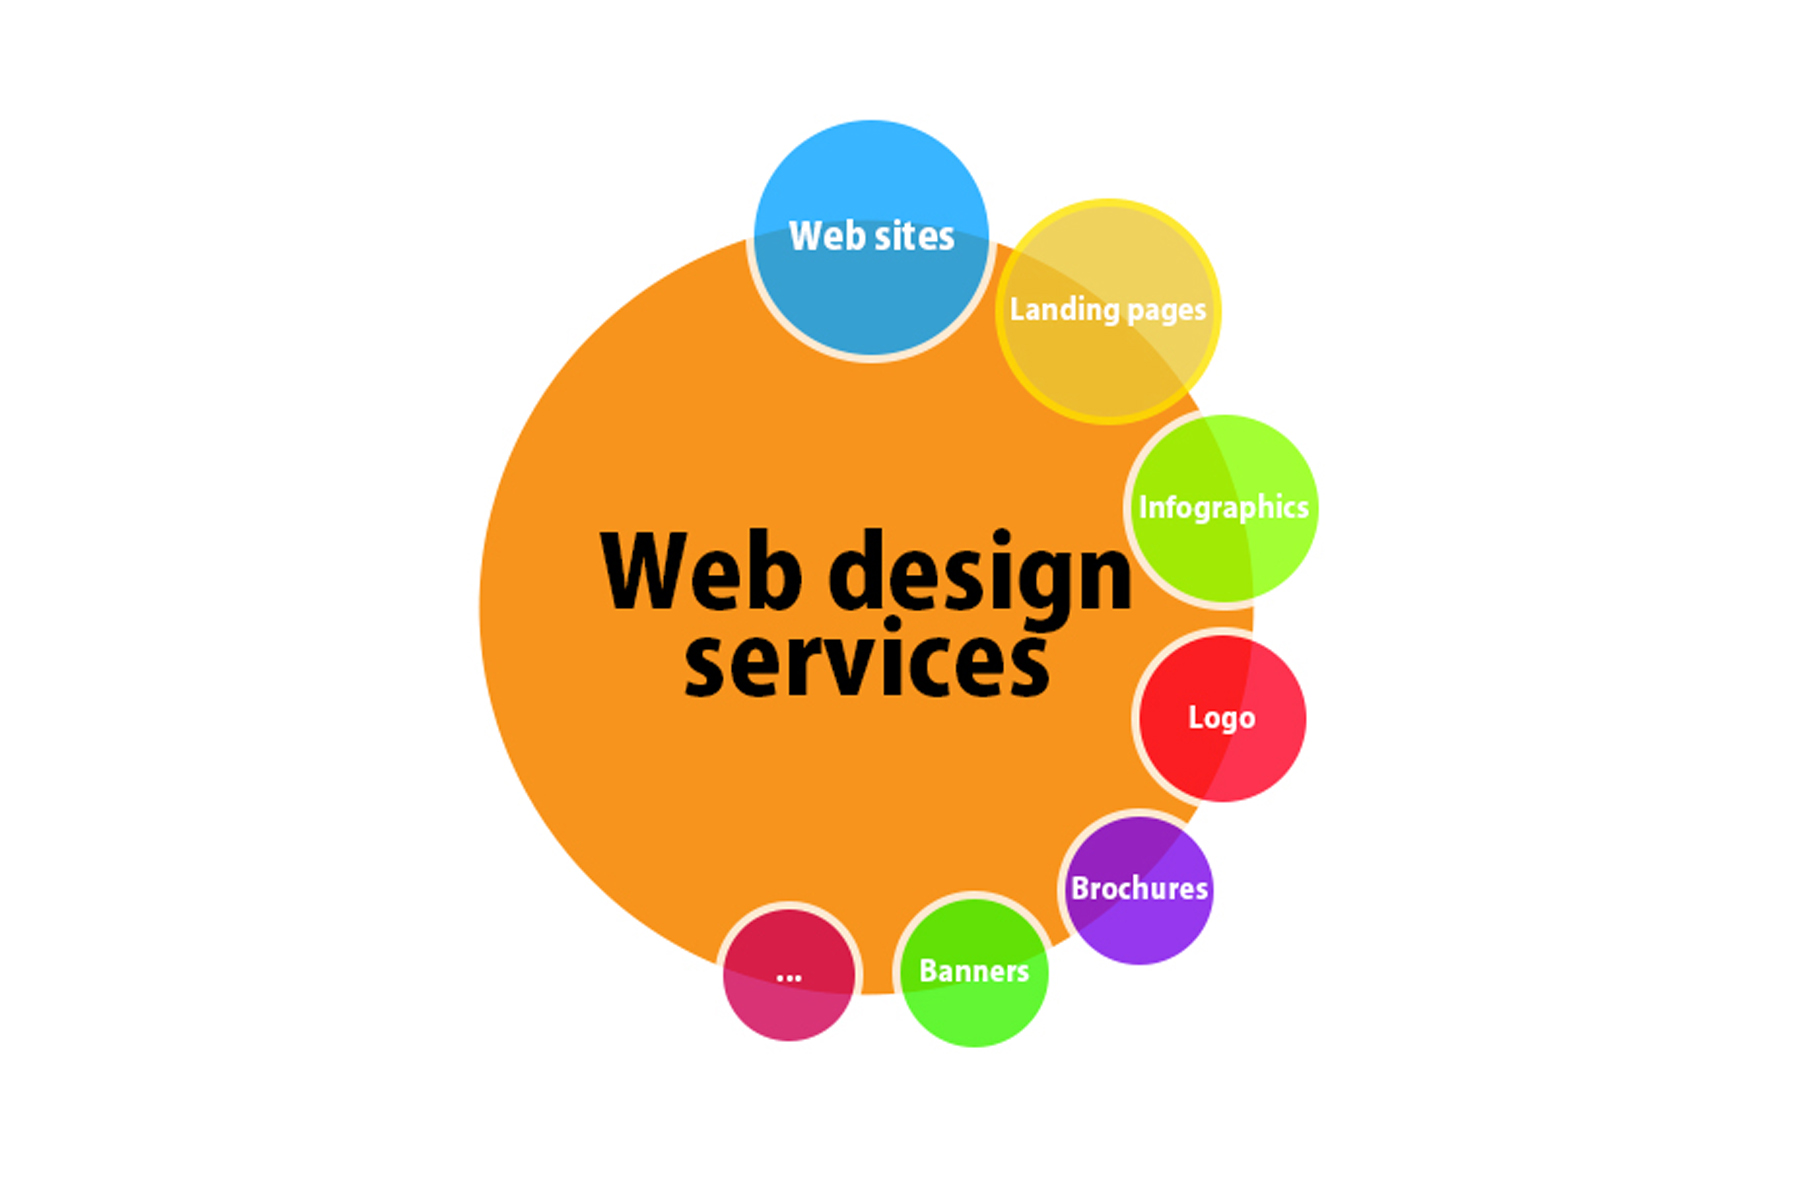 Web sites
Landing pages
Infographics
Web design
services
Logo
Brochures
Banners
...